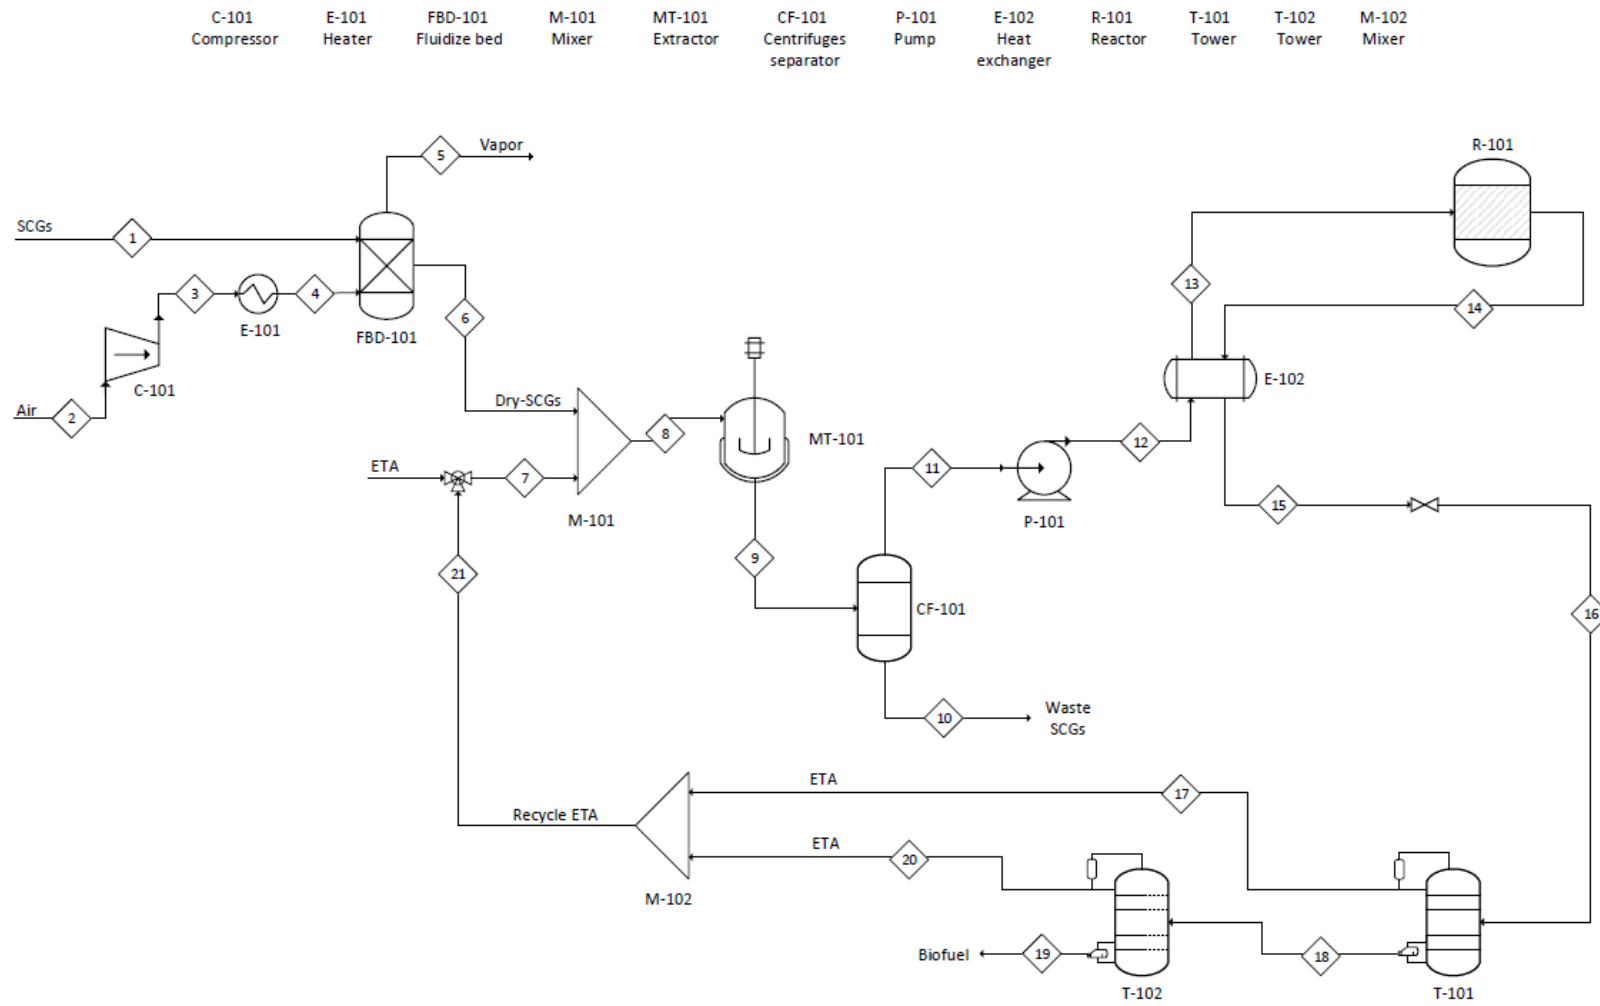 C-101 E-101 FBD-101 M-101 MT-101 CF-101 P-101 E-102 R-101 T-101 T-102 M-102
Compressor Heater Fluidize bed Mixer Extractor Centrifuges Pump Heat Reactor Tower Tower Mixer
separator exchanger
R-101
5 Vapor
SCGs
1
13
3 4
14
6
E-101
FBD-101
C-101
E-102
Dry-SCGs
Air 2
8
MT-101
12
ETA
7
11
15
M-101
P-101
9
21
CF-101
16
Waste
10
SCGs
ETA
17
Recycle ETA
ETA
20
M-102
Biofuel 19
18
T-102
T-101